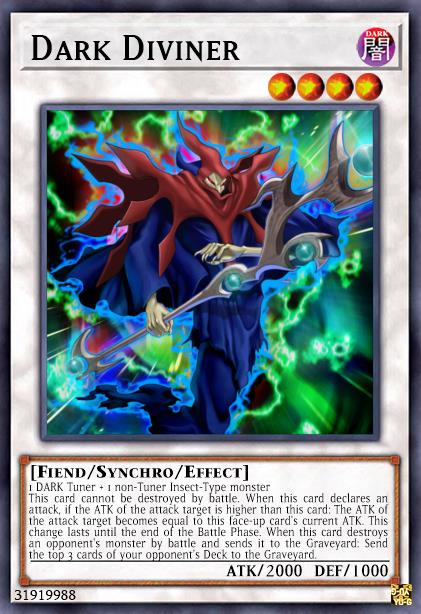 DARK DIVINER
DARK
闇
[FIEND/SYNCHRO/EFFECT]
1 DARK Tuner + 1 non-Tuner Insect-Type monster
This card cannot be destroyed by battle. When this card declares an
attack, if the ATK of the attack target is higher than this card: The ATK of
the attack target becomes equal to this face-up card's current ATK. This
change lasts until the end of the Battle Phase. When this card destroys
an opponent's monster by battle and sends it to the Graveyard: Send
the top 3 cards of your opponent's Deck to the Graveyard.
ATK/2000 DEF/1000
31919988